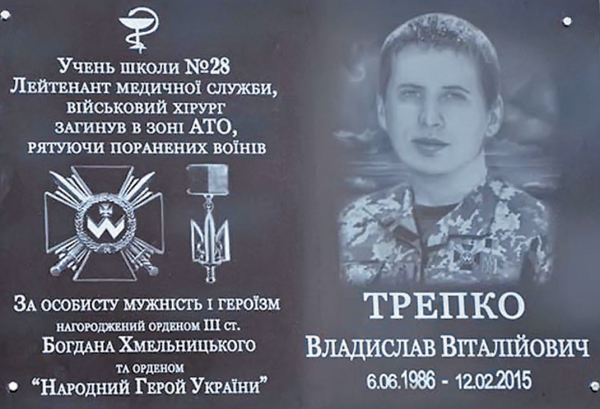 Учень школи №28
Лейтенант медичної служби,
військовий хірург
загинув в зоні АТО,
рятуючи поранених воїнів
За особисту мужність і героїзм
нагороджений орденом III ст.
Богдана Хмельницького
та орденом
"Народний Герой України"
ТРЕПКО
Владислав Віталійович
6.06.1986 - 12.02.2015